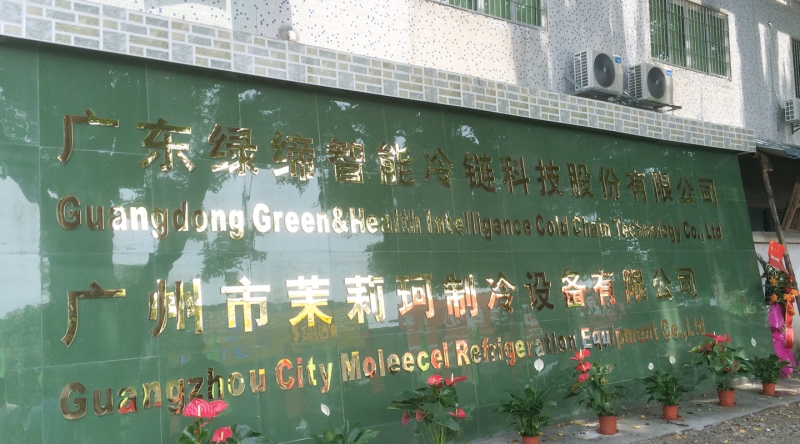 广东绿缔智能冷链科技股份有限公司
Guangdong Green&Health Intelligence Cold Chain Technology Co., Ltd
广州市茉莉珂制冷设备有限公司
Guangzhou City Moleecel Refrigeration Equipment Co., Ltd